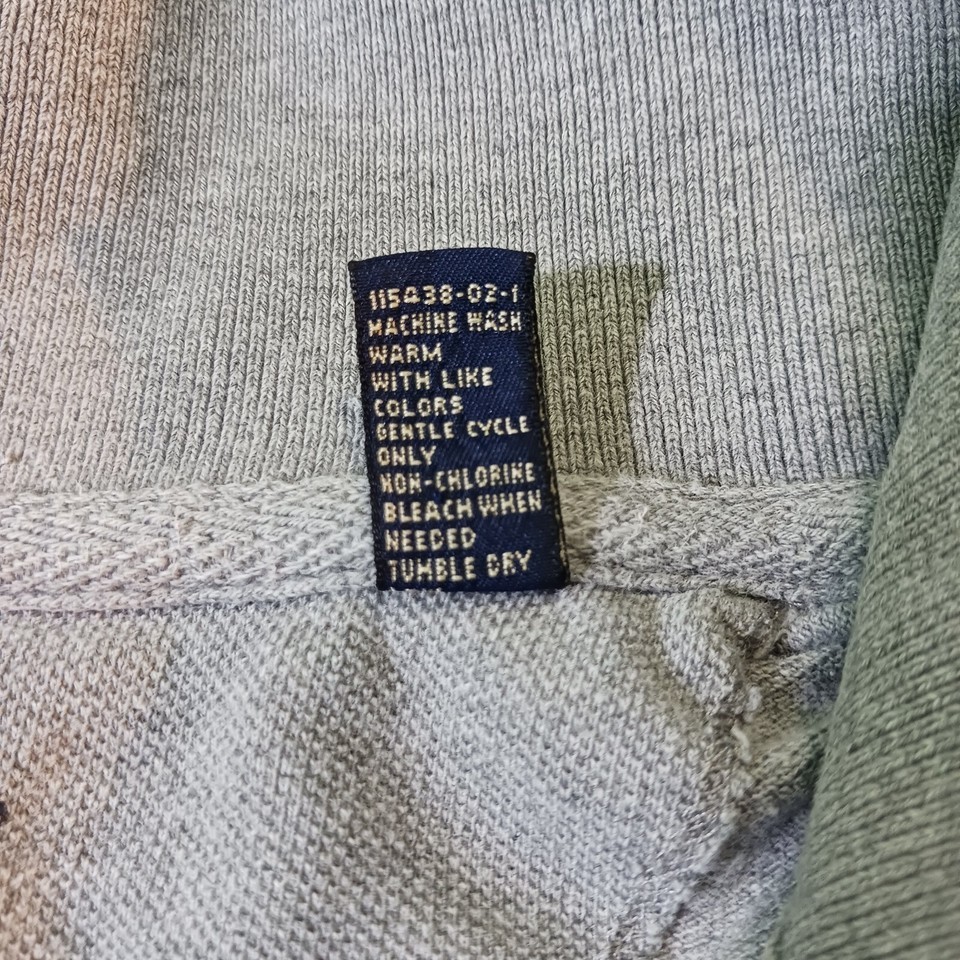 115438-02-1
MACHINE WASH
WARM
WITH LIKE
COLORS
GENTLE CYCLE
ONLY
NON-CHLORINE
BLEACH WHEN
NEEDED
TUMBLE DRY